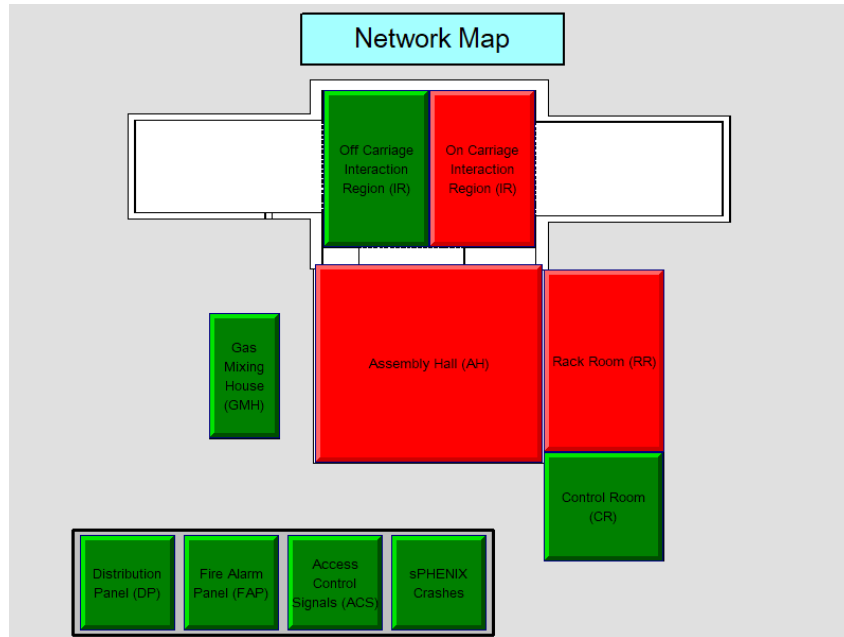 Network Map
Off Carriage
Interaction
Region (IR)
On Carriage
Interaction
Region (IR)
Assembly Hall (AH)
Rack Room (RR)
Gas
Mixing
House
(GMH)
Control Room
(CR)
Distribution
Panel (DP)
Fire Alarm
Panel (FAP)
Access
Control
Signals (ACS)
sPHENIX
Crashes